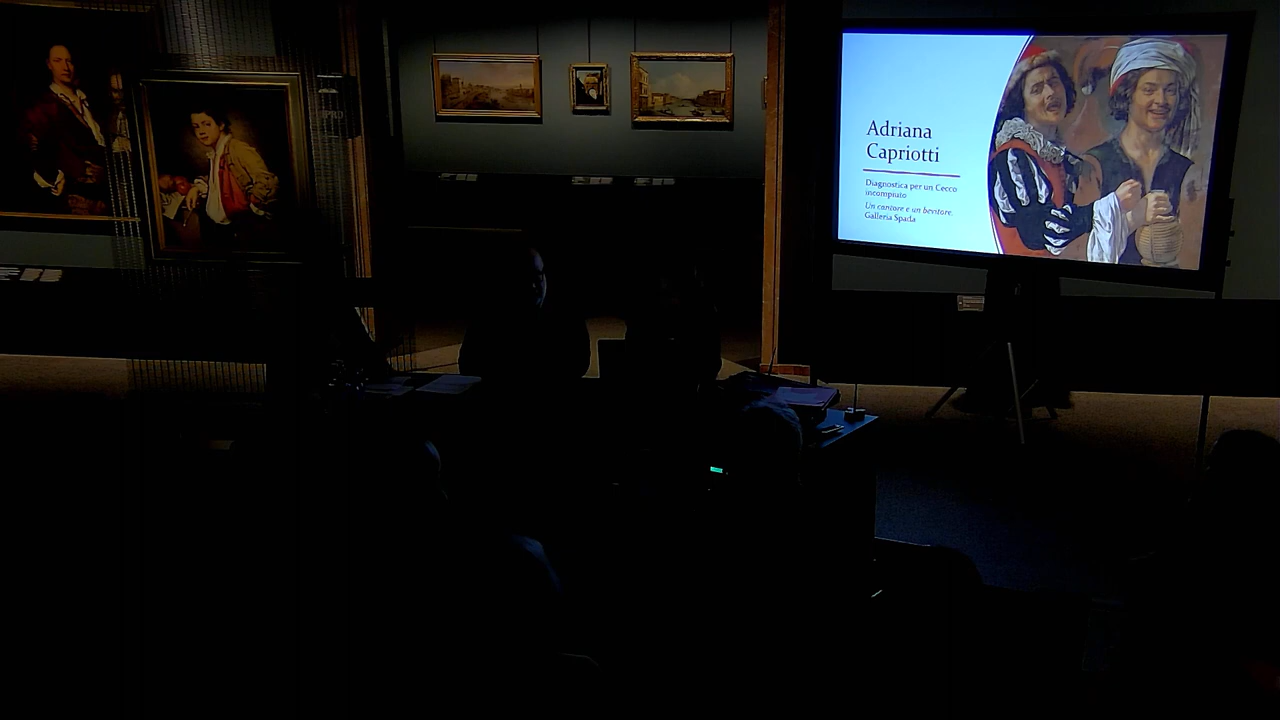 Adriana
Capriotti
Diagnostica per un Cecco
incompiuto
Un cantore e un bevitore.
Galleria Spada